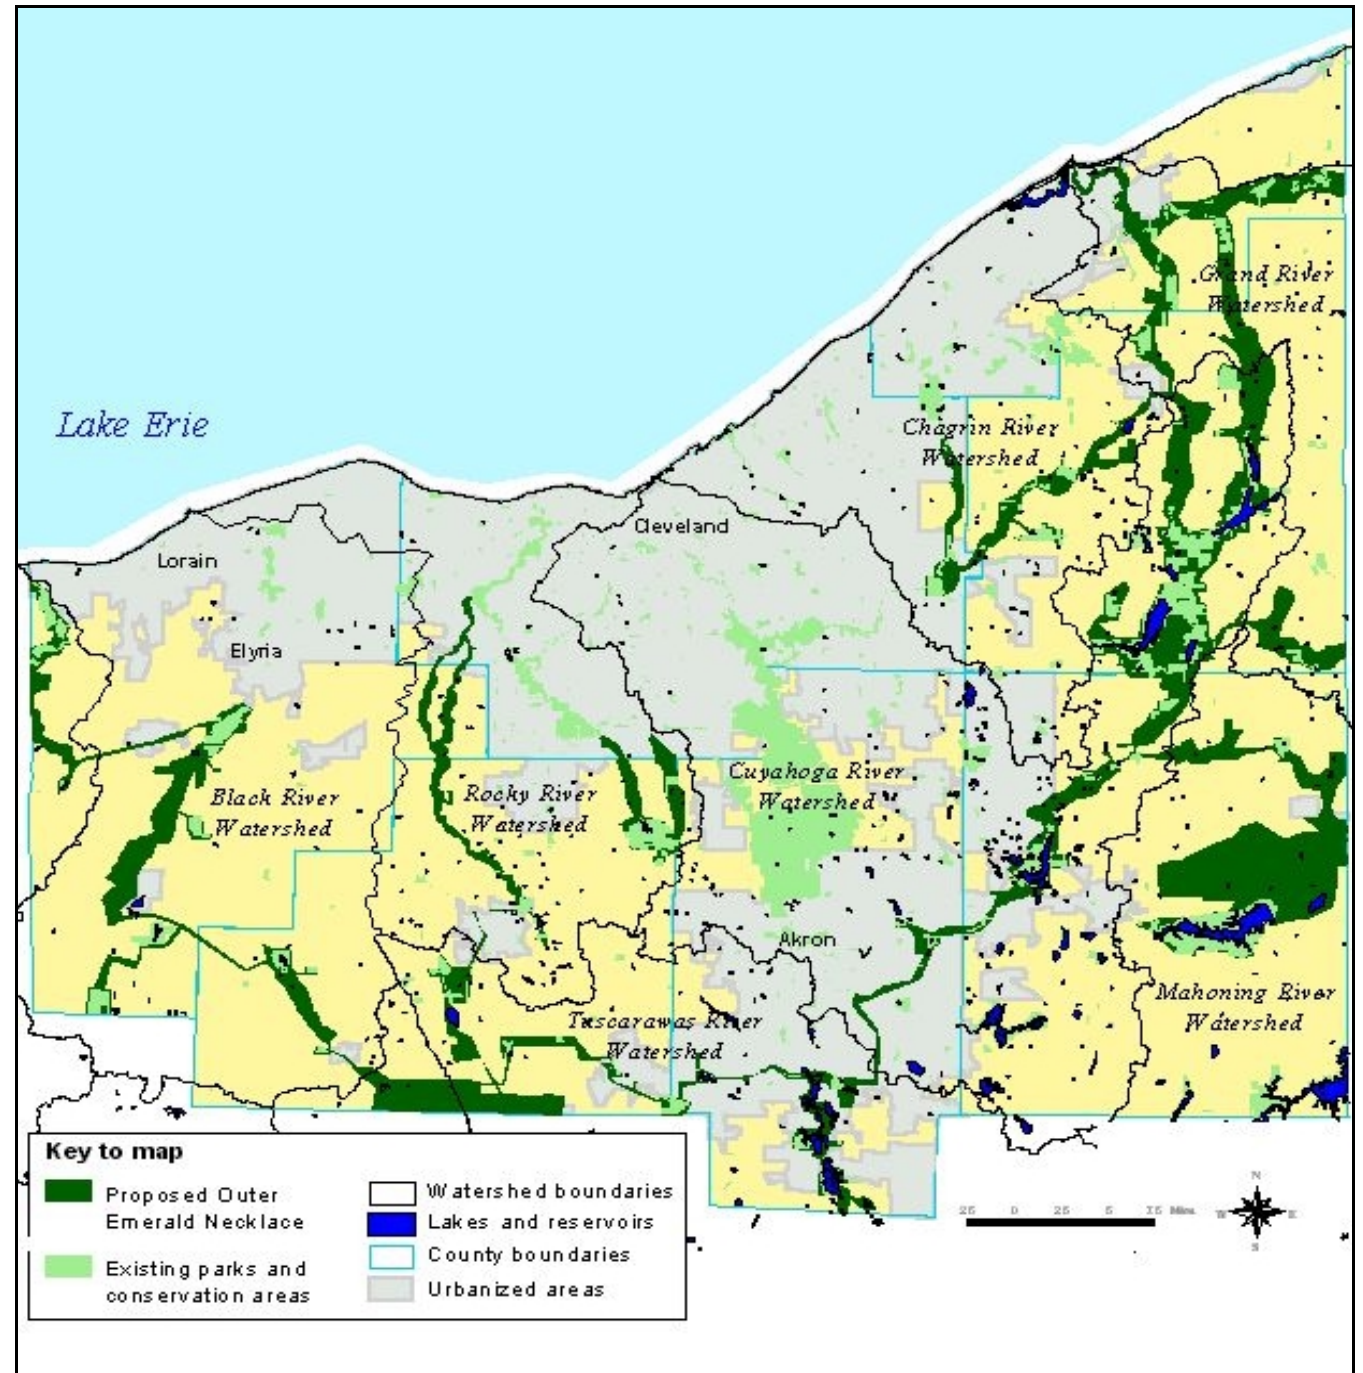 Grand River
Watershed
Lake Erie
Chagrin River
Watershed
Cleveland
Lorain
Elyria
Cuyahoga River
Watershed
Black River
Watershed
Rocky River
Watershed
Akron
Mahoning River
Watershed
Tuscarawas River
Watershed
Key to map
Proposed Outer
Emerald Necklace
Existing parks and
conservation areas
Watershed boundaries
Lakes and reservoirs
County boundaries
Urbanized areas
N
W
E
S